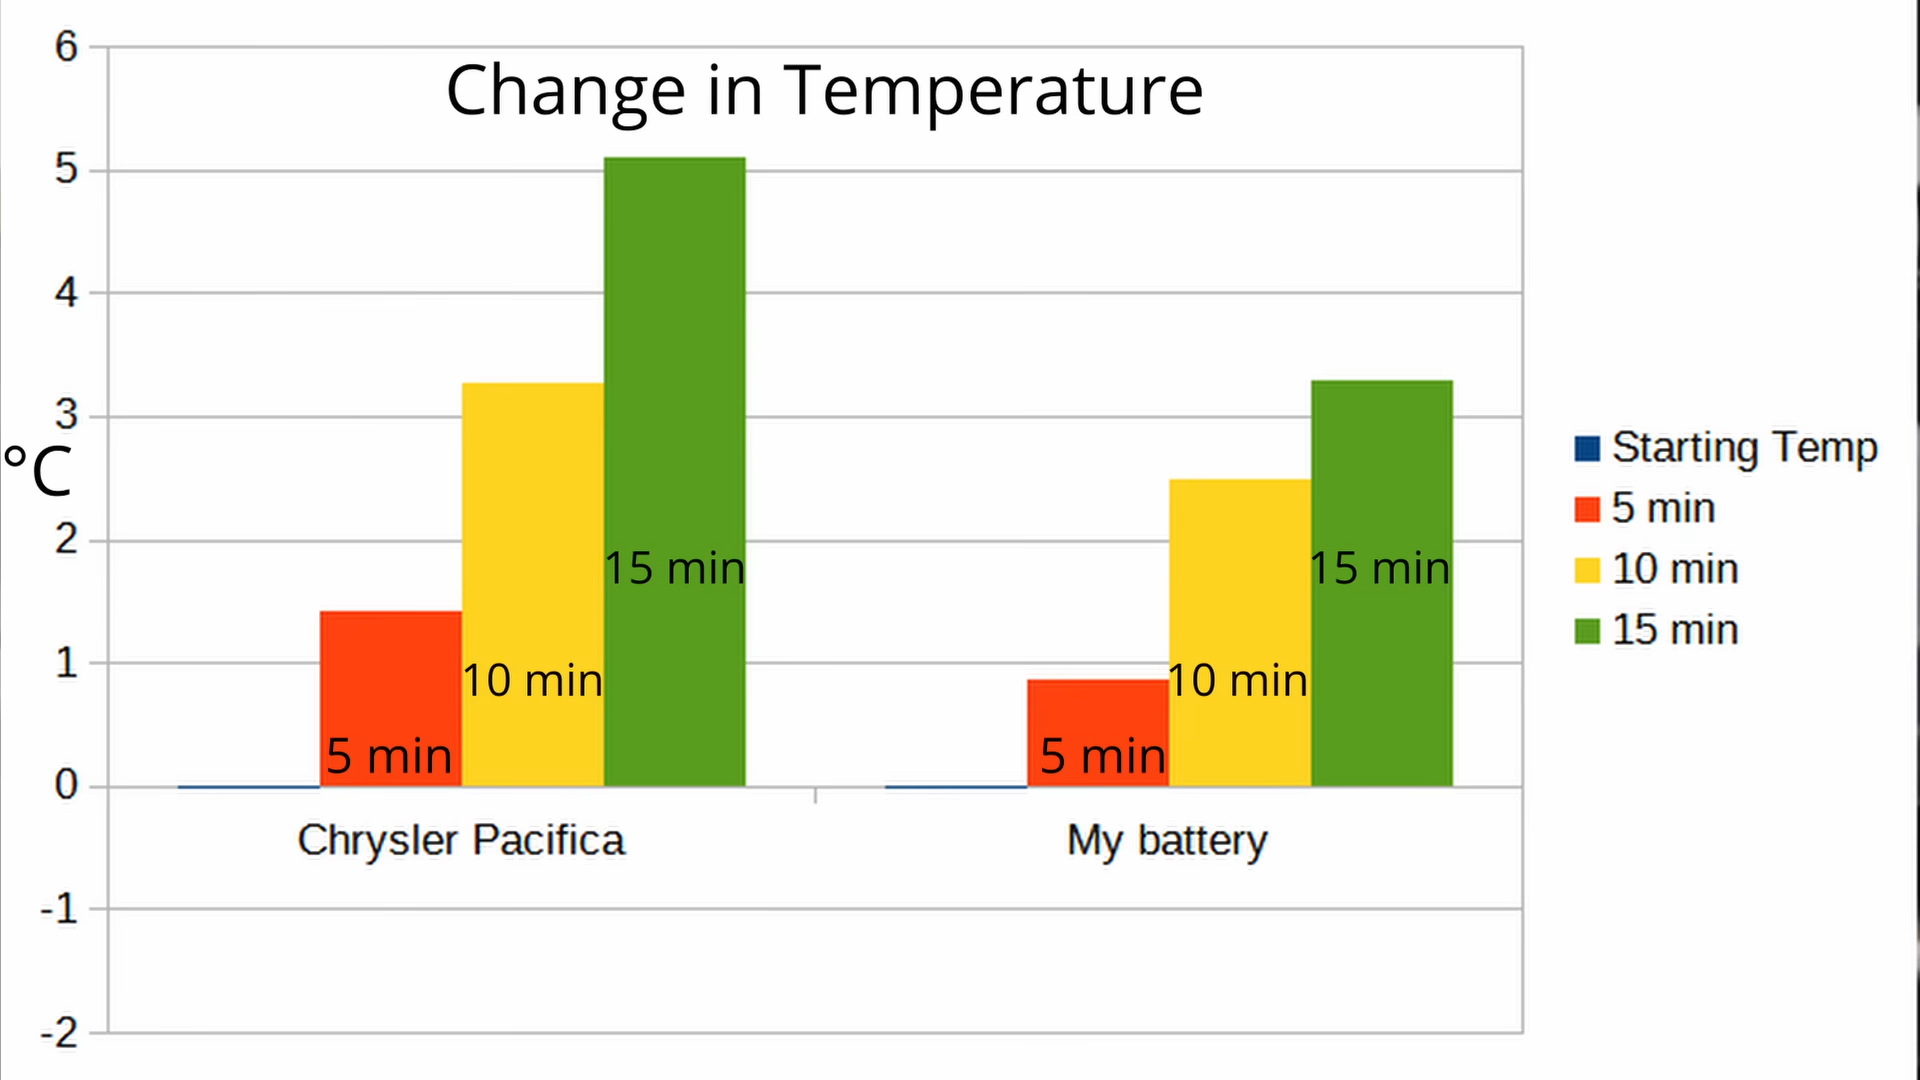 Change in Temperature
6
5
4
3
°C
2
1
0
-1
-2
5 min
10 min
15 min
5 min
10 min
15 min
Chrysler Pacifica
My battery
Starting Temp
5 min
10 min
15 min